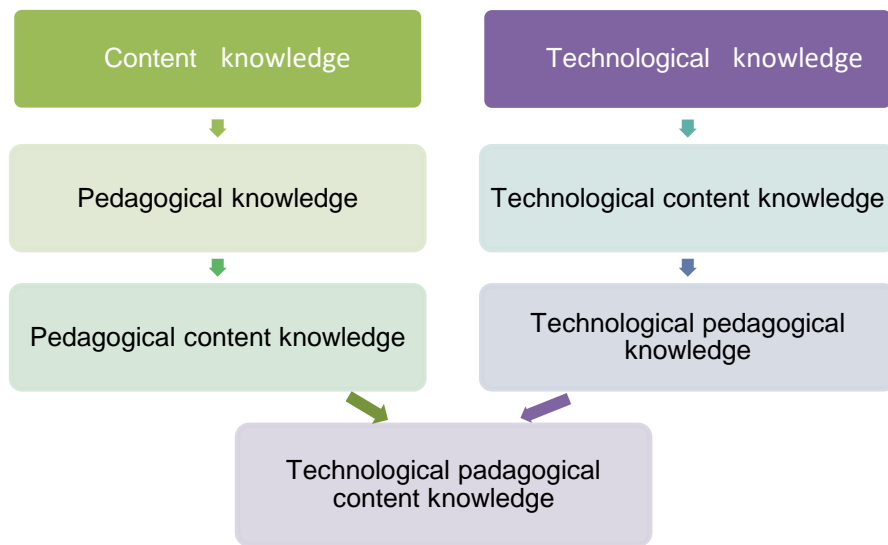 Content knowledge
Technological knowledge
Pedagogical knowledge
Technological content knowledge
Pedagogical content knowledge
Technological pedagogical
knowledge
Technological padagogical
content knowledge